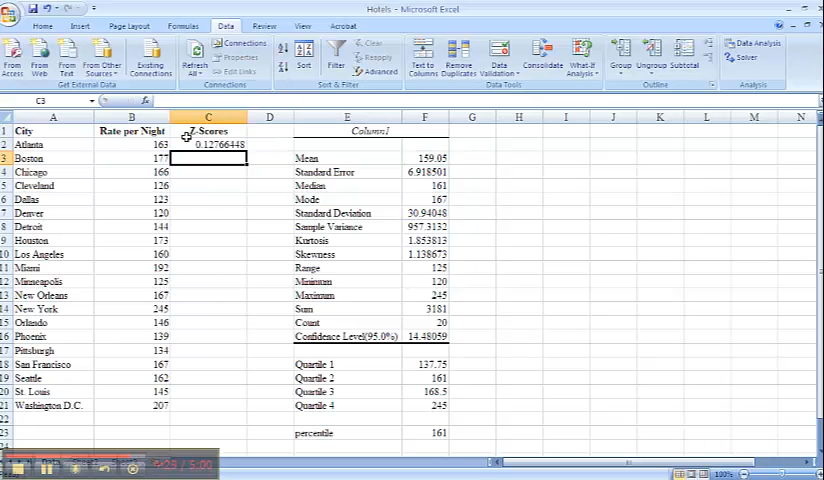 Hotels - Microsoft Excel
Home Insert Page Layout Formulas Data Review View Acrobat
From Access
From Web
From Text
From Other Sources
Existing Connections
Get External Data
Refresh All
Connections
Properties
Edit Links
Connections
Sort
Filter
Clear
Reapply
Advanced
Sort & Filter
Text to Columns
Remove Duplicates
Data Validation
Consolidate
What-If Analysis
Data Tools
Group
Ungroup
Subtotal
Outline
Data Analysis
Solver
Analysis
C3
A B C D E F G H I J K L M N
1 City Rate per Night Z-Scores Column1
2 Atlanta 163 0.12766448
3 Boston 177 Mean 159.05
4 Chicago 166 Standard Error 6.918501
5 Cleveland 126 Median 161
6 Dallas 123 Mode 167
7 Denver 120 Standard Deviation 30.94048
8 Detroit 144 Sample Variance 957.3132
9 Houston 173 Kurtosis 1.853813
10 Los Angeles 160 Skewness 1.138673
11 Miami 192 Range 125
12 Minneapolis 125 Minimum 120
13 New Orleans 167 Maximum 245
14 New York 245 Sum 3181
15 Orlando 146 Count 20
16 Phoenix 139 Confidence Level(95.0%) 14.48059
17 Pittsburgh 134
18 San Francisco 167 Quartile 1 137.75
19 Seattle 162 Quartile 2 161
20 St. Louis 145 Quartile 3 168.5
21 Washington D.C. 207 Quartile 4 245
22
23 percentile 161
100%